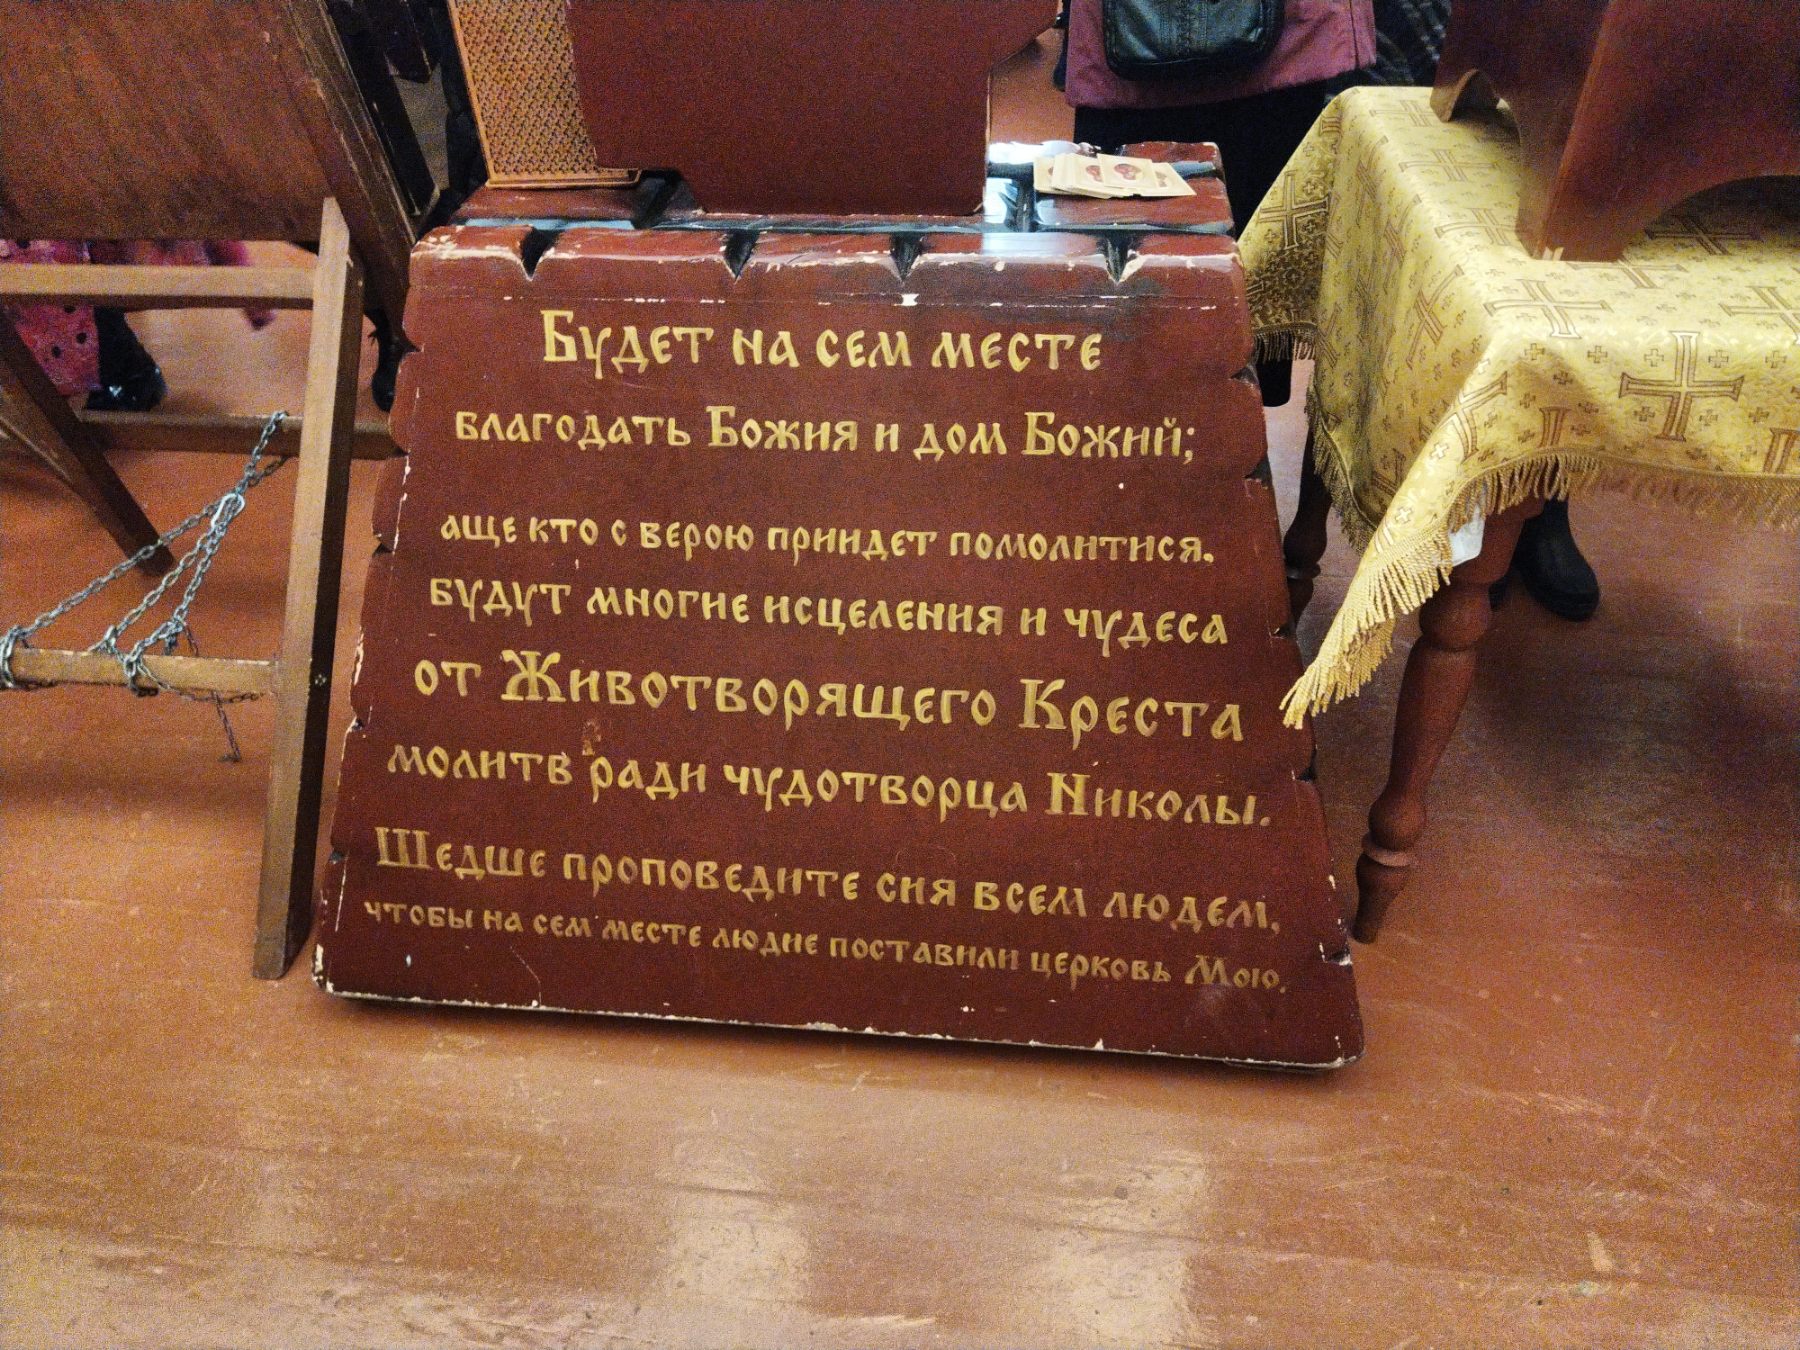 Будет на сем месте
благодать Божия и дом Божий;
аще кто с верою приидет помолитися,
будут многие исцеления и чудеса
от Животворящего Креста
молитв ради чудотворца Николы.
Шедше проповедите сия всем людем,
чтобы на сем месте людие поставили церковь Мою.